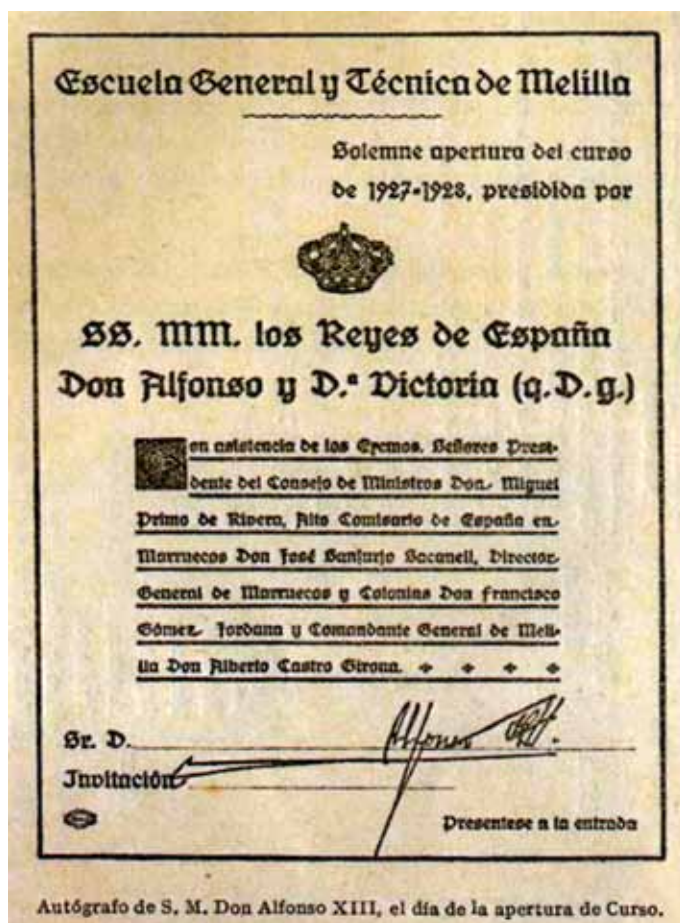 Escuela General y Técnica de Melilla
Solemne apertura del curso
de 1927-1928, presidida por
SS. MM. los Reyes de España
Don Alfonso y D.ª Victoria (q.D.g.)
Con asistencia de los Excmos. Señores Presi-
dente del Consejo de Ministros Don Miguel
Primo de Rivera, Alto Comisario de España en
Marruecos Don José Sanjurjo Sacanell, Director
General de Marruecos y Colonias Don Francisco
Gómez Jordana y Comandante General de Meli-
lla Don Alberto Castro Girona.
Alfonso XIII.
Sr. D.
Invitación
Presentese a la entrada
Autógrafo de S. M. Don Alfonso XIII, el día de la apertura de Curso.